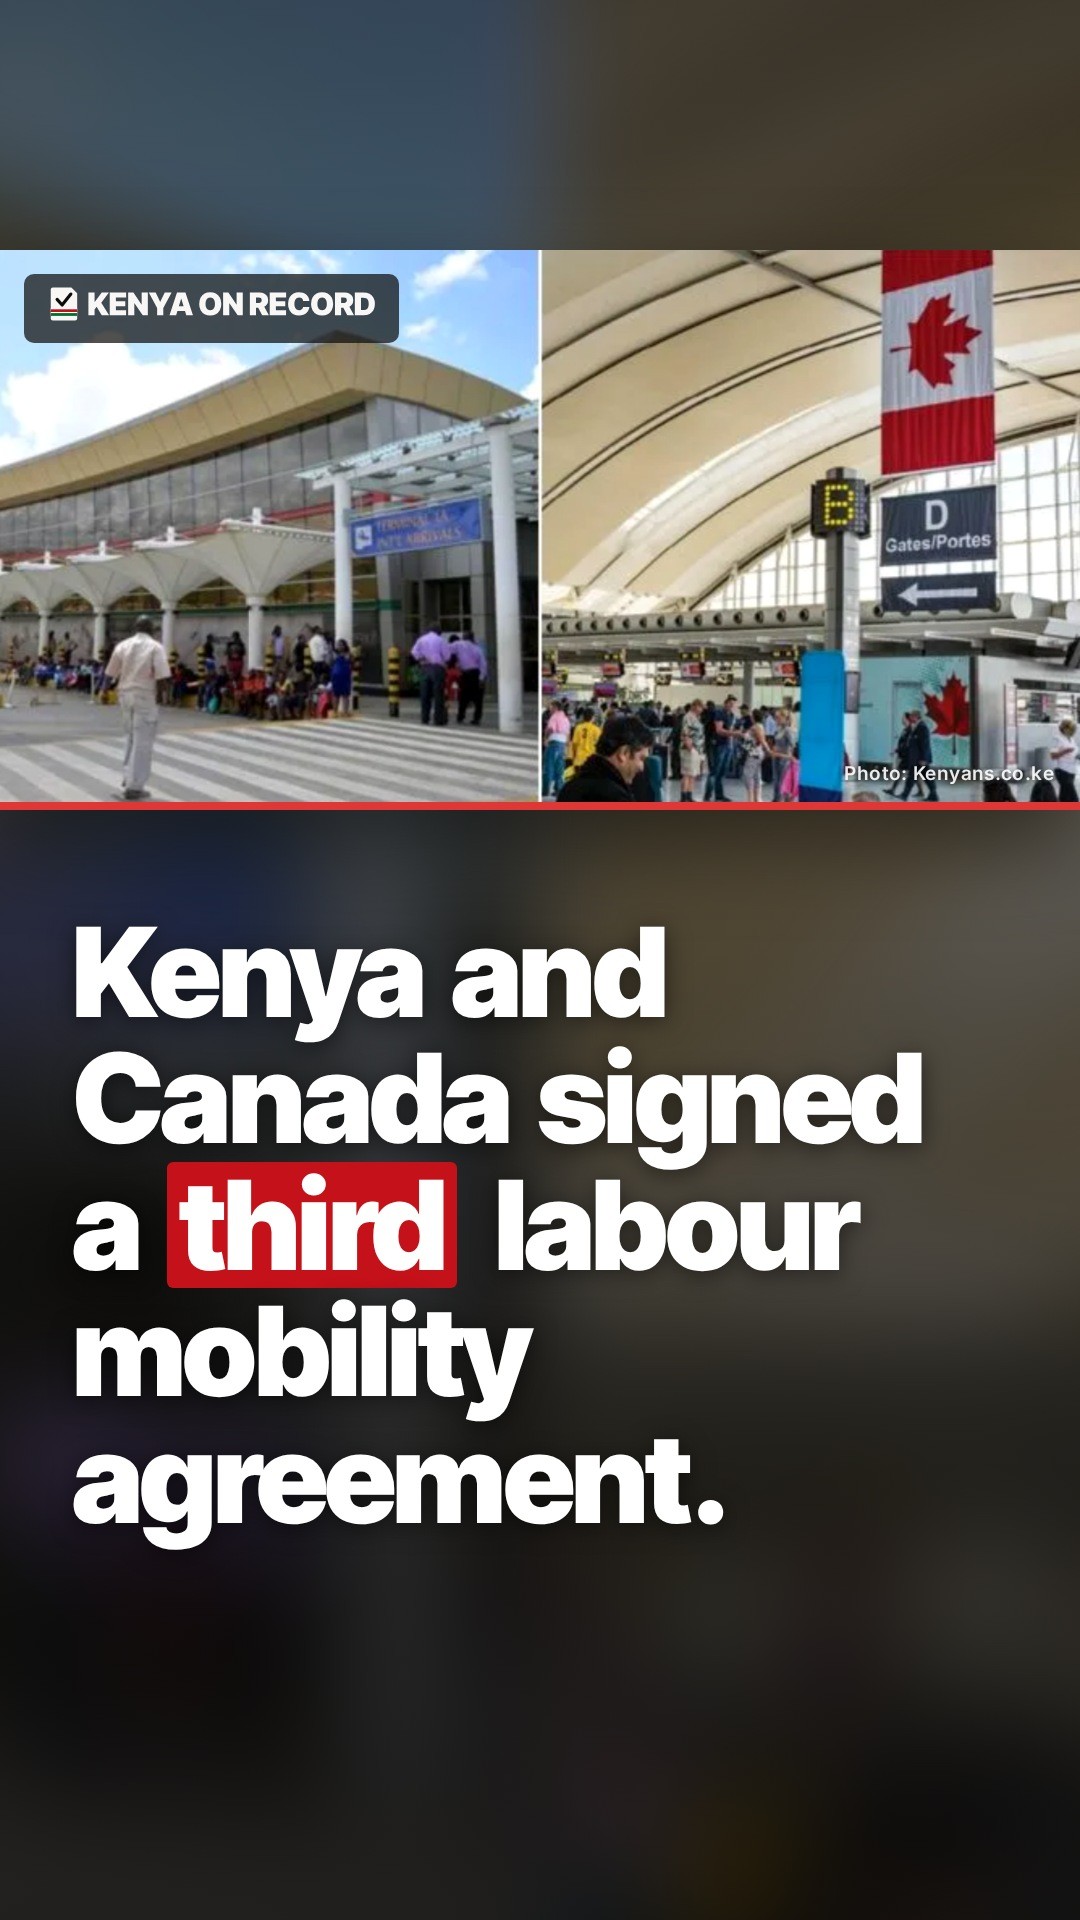 KENYA ON RECORD
TERMINAL 1A
INT'L ARRIVALS
B
D
Gates/Portes
Photo: Kenyans.co.ke
Kenya and
Canada signed
a third labour
mobility
agreement.